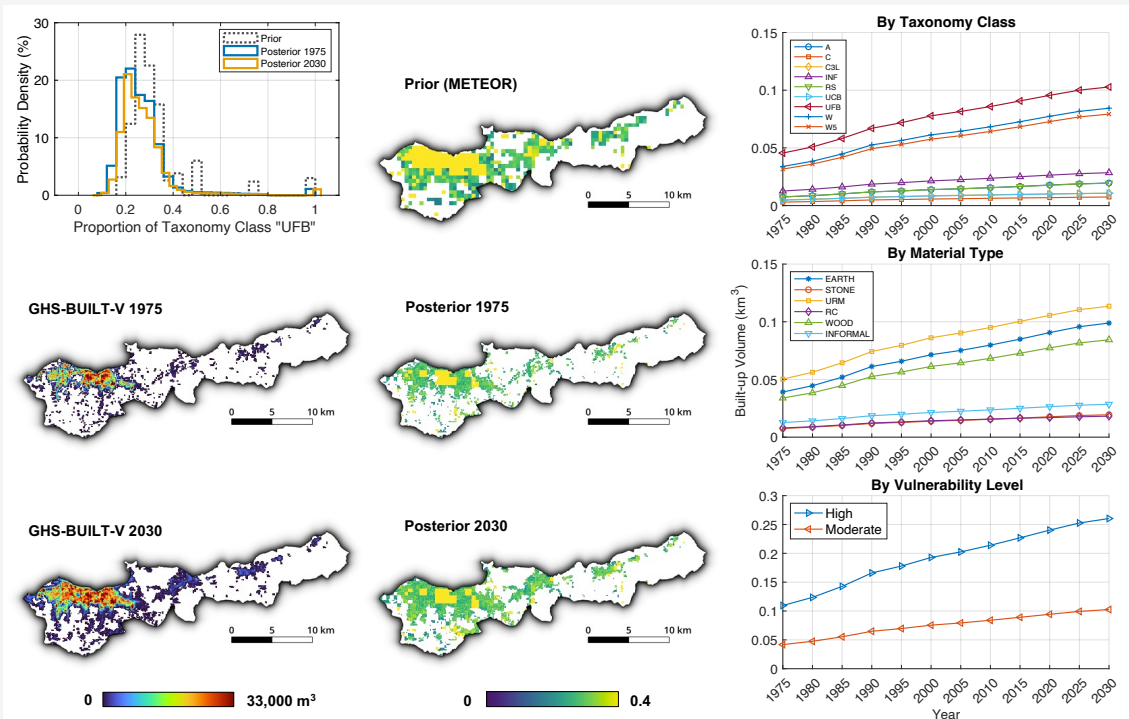 30
20
10
0
0
0.2
0.4
0.6
0.8
1
Probability Density (%)
Proportion of Taxonomy Class "UFB"
Prior
Posterior 1975
Posterior 2030
Prior (METEOR)
0 5 10 km
GHS-BUILT-V 1975
0 5 10 km
Posterior 1975
0 5 10 km
GHS-BUILT-V 2030
0 5 10 km
Posterior 2030
0 5 10 km
0 33,000 m³
0 0.4
By Taxonomy Class
0.15
0.1
0.05
0
A
C
C3L
INF
RS
UCB
UFB
W
W5
1975 1980 1985 1990 1995 2000 2005 2010 2015 2020 2025 2030
By Material Type
0.15
0.1
0.05
0
Built-up Volume (km³)
EARTH
STONE
URM
RC
WOOD
INFORMAL
1975 1980 1985 1990 1995 2000 2005 2010 2015 2020 2025 2030
By Vulnerability Level
0.3
0.25
0.2
0.15
0.1
0.05
0
High
Moderate
1975 1980 1985 1990 1995 2000 2005 2010 2015 2020 2025 2030
Year